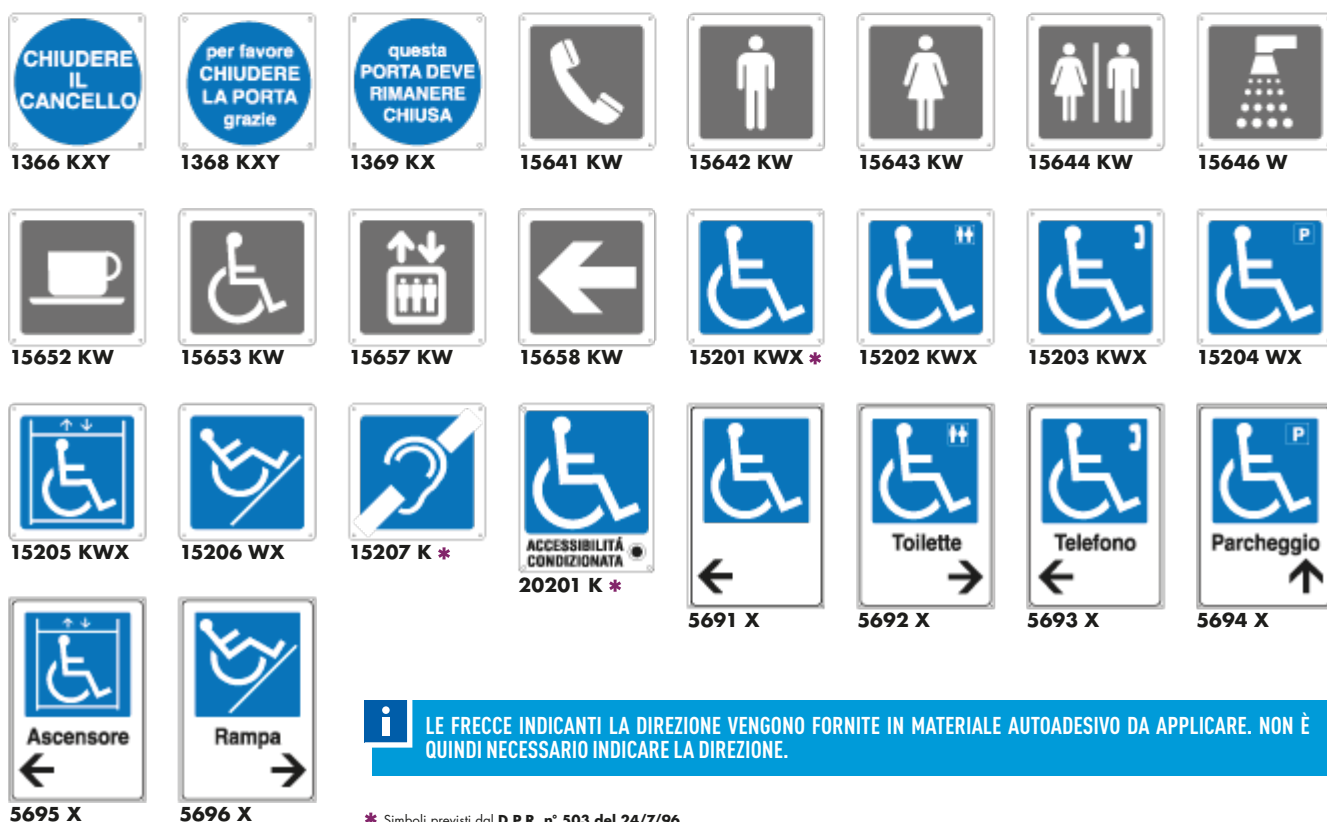 CHIUDERE
IL
CANCELLO
per favore
CHIUDERE
LA PORTA
grazie
questa
PORTA DEVE
RIMANERE
CHIUSA
1366 KXY
1368 KXY
1369 KX
15641 KW
15642 KW
15643 KW
15644 KW
15646 W
P
15652 KW
15653 KW
15657 KW
15658 KW
15201 KWX *
15202 KWX
15203 KWX
15204 WX
15205 KWX
15206 WX
15207 K *
ACCESSIBILITÁ
CONDIZIONATA
20201 K *
5691 X
Toilette
5692 X
Telefono
5693 X
P
Parcheggio
5694 X
Ascensore
5695 X
Rampa
5696 X
i
LE FRECCE INDICANTI LA DIREZIONE VENGONO FORNITE IN MATERIALE AUTOADESIVO DA APPLICARE. NON È
QUINDI NECESSARIO INDICARE LA DIREZIONE.
* Simboli previsti dal D.P.R. n° 503 del 24/7/96